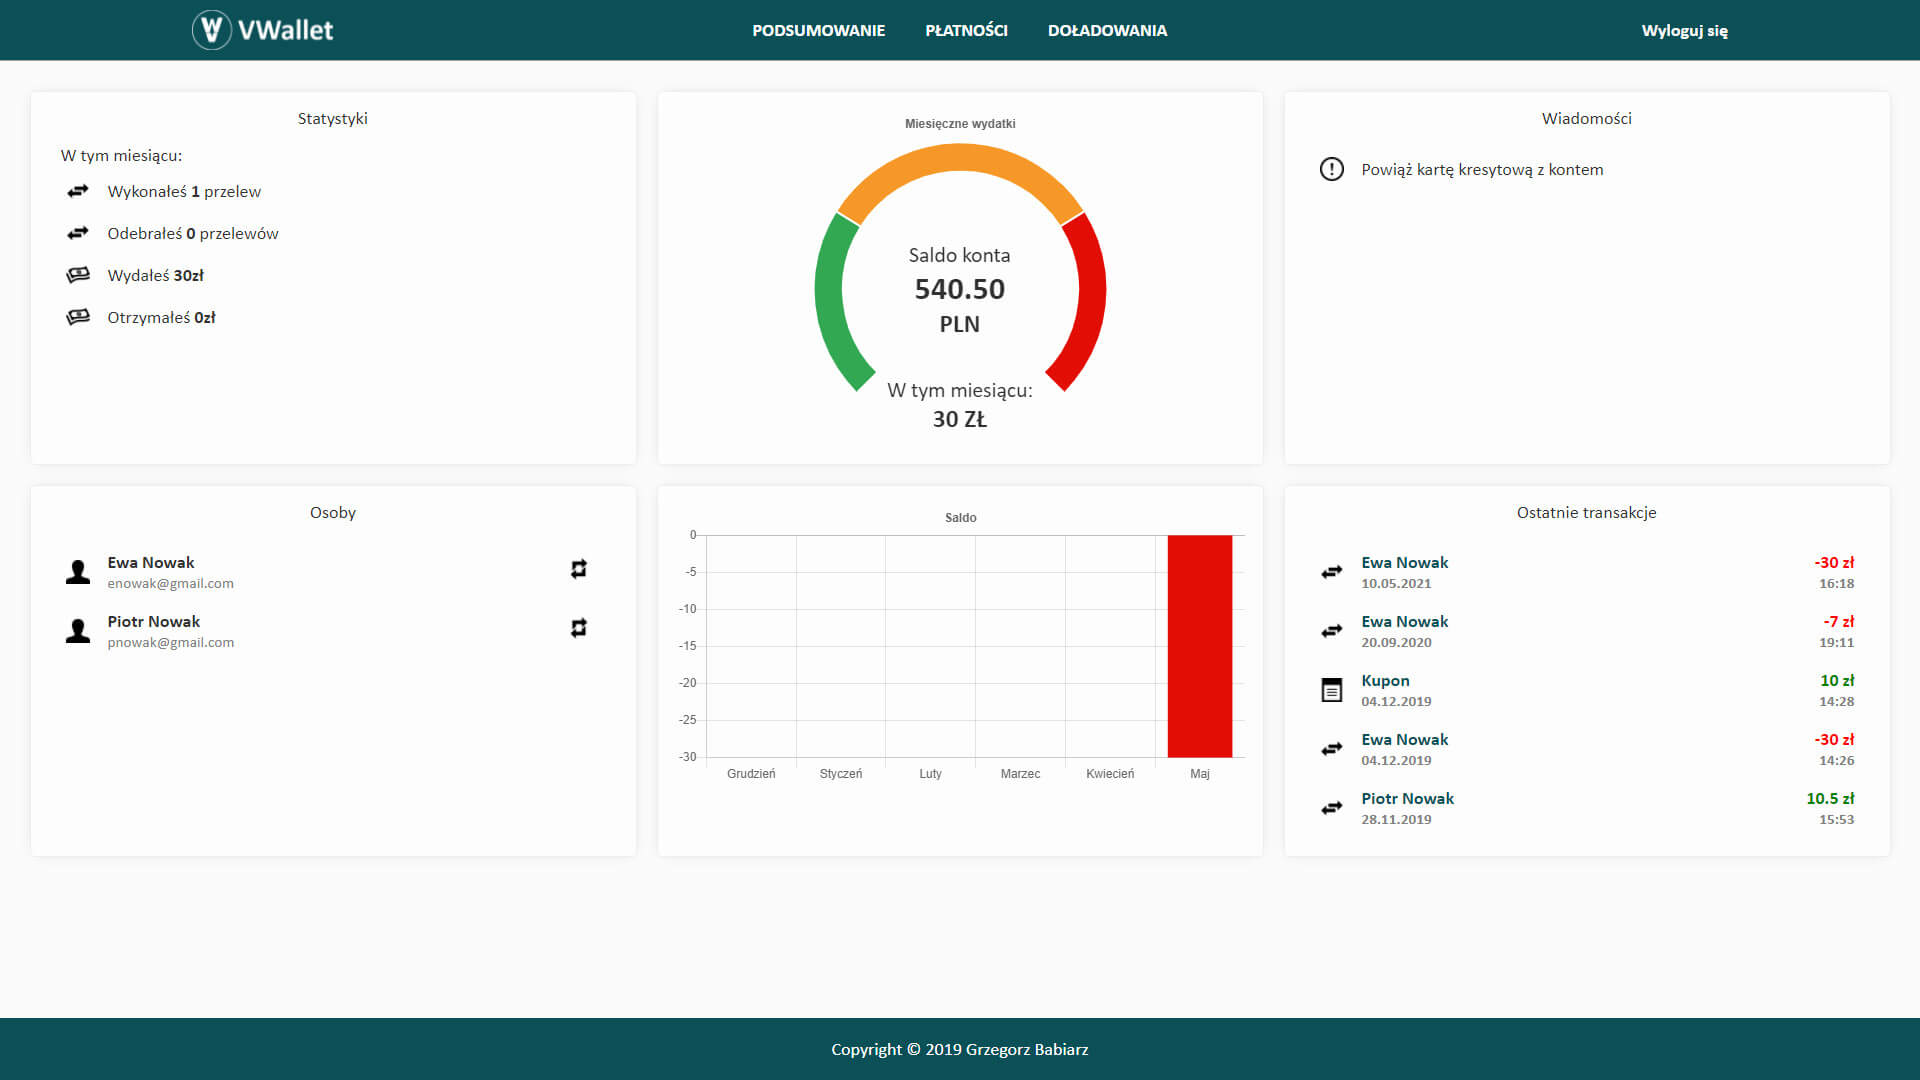 VWallet
PODSUMOWANIE PŁATNOŚCI DOŁADOWANIA
Wyloguj się
Statystyki
W tym miesiącu:
Wykonałeś 1 przelew
Odebrałeś 0 przelewów
Wydałeś 30zł
Otrzymałeś 0zł
Miesięczne wydatki
Saldo konta
540.50
PLN
W tym miesiącu:
30 ZŁ
Wiadomości
Powiąż kartę kresytową z kontem
Osoby
Ewa Nowak
enowak@gmail.com
Piotr Nowak
pnowak@gmail.com
Saldo
0
-5
-10
-15
-20
-25
-30
Grudzień Styczeń Luty Marzec Kwiecień Maj
Ostatnie transakcje
Ewa Nowak -30 zł
10.05.2021 16:18
Ewa Nowak -7 zł
20.09.2020 19:11
Kupon 10 zł
04.12.2019 14:28
Ewa Nowak -30 zł
04.12.2019 14:26
Piotr Nowak 10.5 zł
28.11.2019 15:53
Copyright © 2019 Grzegorz Babiarz